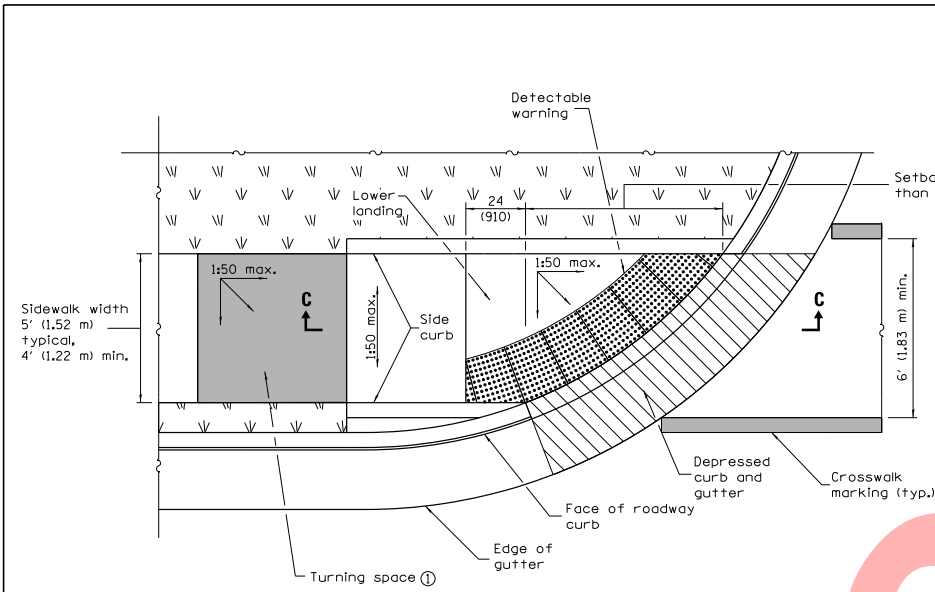 Detectable
warning
Setba
than
Lower
landing
24
(910)
1:50 max.
1:50 max.
C
C
Sidewalk width
5' (1.52 m)
typical,
4' (1.22 m) min.
1:50 max.
Side
curb
6' (1.83 m) min.
Depressed
curb and
gutter
Crosswalk
marking (typ.)
Face of roadway
curb
Edge of
gutter
Turning space ①